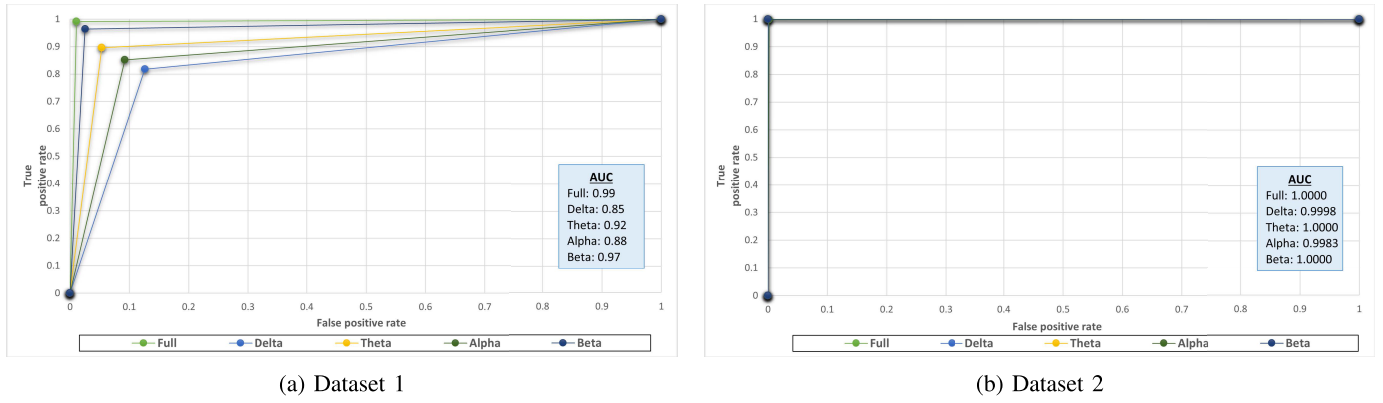 1
0.9
0.8
0.7
0.6
0.5
0.4
0.3
0.2
0.1
0
True
positive rate
AUC
Full: 0.99
Delta: 0.85
Theta: 0.92
Alpha: 0.88
Beta: 0.97
0 0.1 0.2 0.3 0.4 0.5 0.6 0.7 0.8 0.9 1
False positive rate
Full Delta Theta Alpha Beta
(a) Dataset 1
1
0.9
0.8
0.7
0.6
0.5
0.4
0.3
0.2
0.1
0
True
positive rate
AUC
Full: 1.0000
Delta: 0.9998
Theta: 1.0000
Alpha: 0.9983
Beta: 1.0000
0 0.1 0.2 0.3 0.4 0.5 0.6 0.7 0.8 0.9 1
False positive rate
Full Delta Theta Alpha Beta
(b) Dataset 2